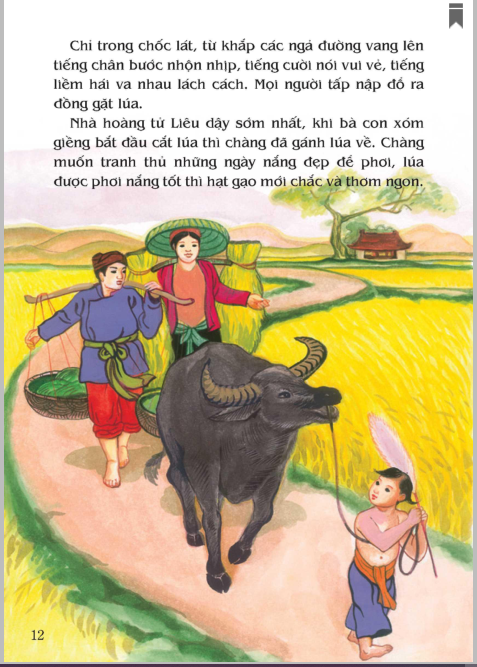 Chỉ trong chốc lát, từ khắp các ngả đường vang lên
tiếng chân bước nhộn nhịp, tiếng cười nói vui vẻ, tiếng
liềm hái va nhau lách cách. Mọi người tấp nập đổ ra
đồng gặt lúa.
Nhà hoàng tử Liêu dậy sớm nhất, khi bà con xóm
giềng bắt đầu cắt lúa thì chàng đã gánh lúa về. Chàng
muốn tranh thủ những ngày nắng đẹp để phơi, lúa
được phơi nắng tốt thì hạt gạo mới chắc và thơm ngon.
12